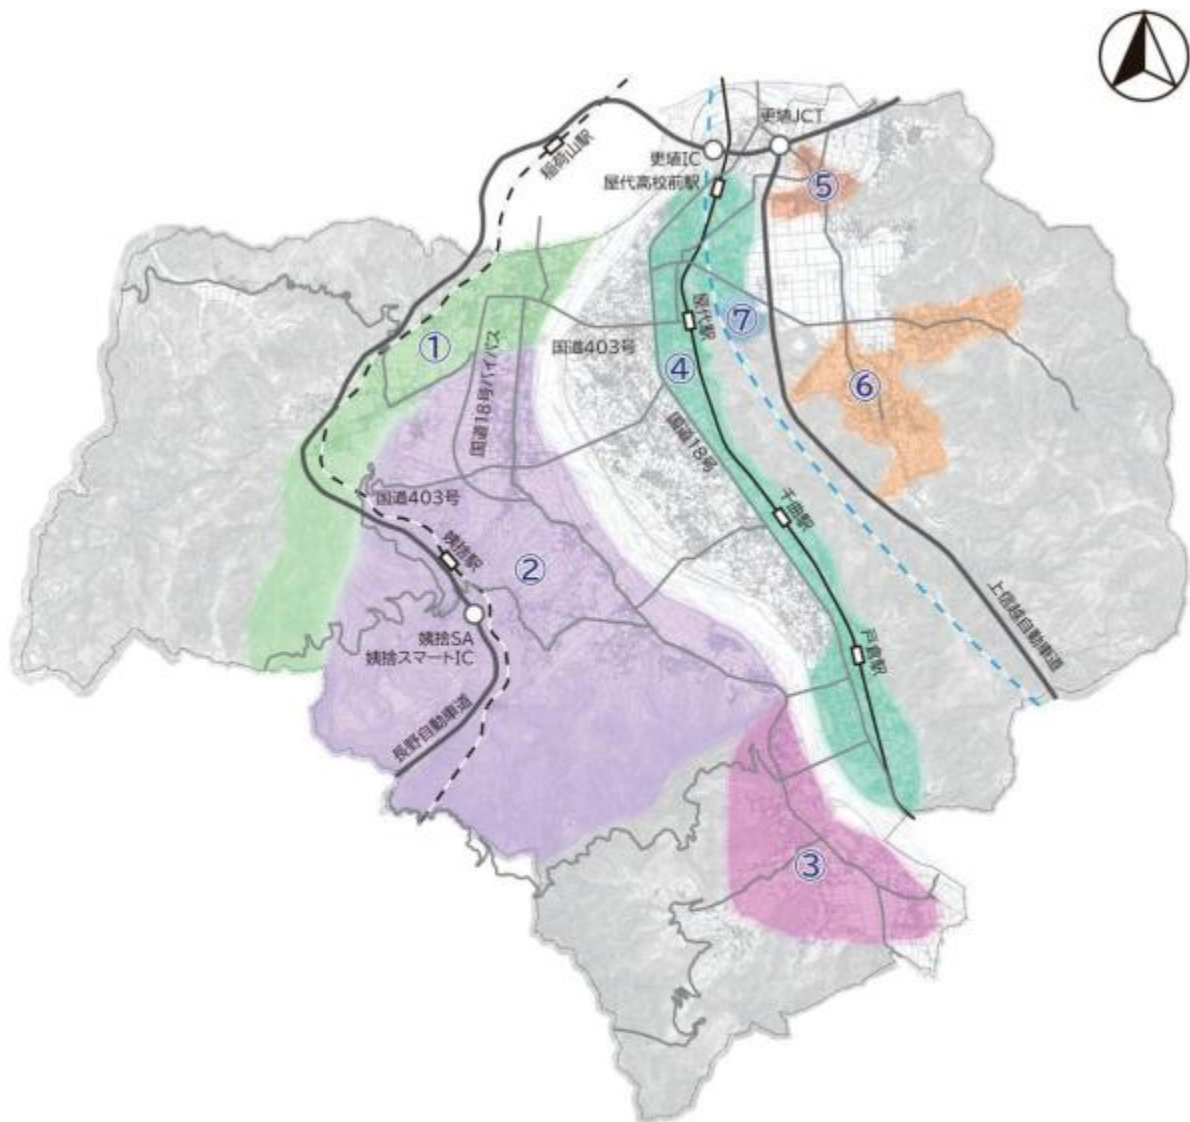 更埴JCT
稲荷山駅
更埴IC
屋代高校前駅
⑤
屋代駅
⑦
①
国道18号バイパス
国道403号
④
⑥
国道18号
国道403号
千曲駅
姨捨駅
②
上信越自動車道
姨捨SA
姨捨スマートIC
戸倉駅
長野自動車道
③